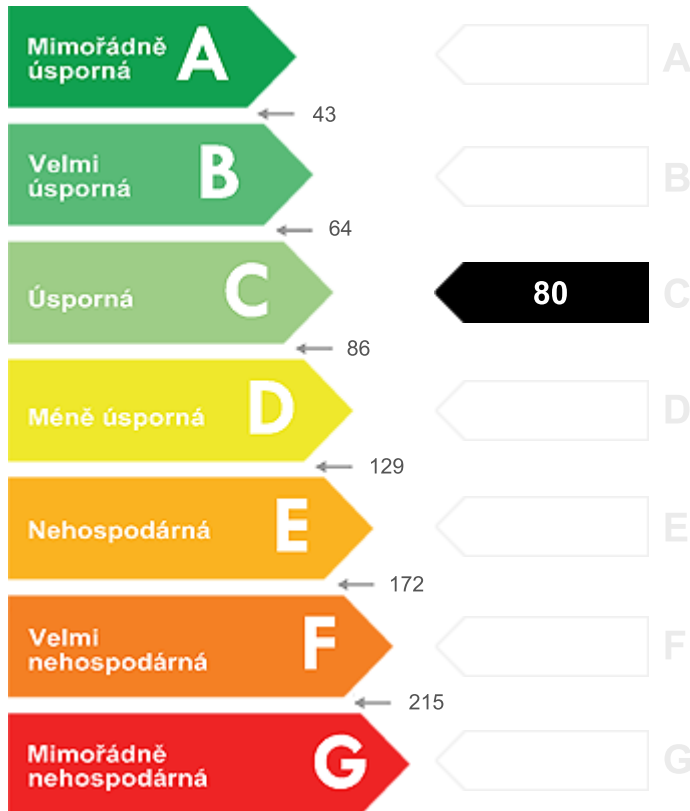 Mimořádně
úsporná
A
A
43
Velmi
úsporná
B
B
64
Úsporná
C
80
C
86
Méně úsporná
D
D
129
Nehospodárná
E
E
172
Velmi
nehospodárná
F
F
215
Mimořádně
nehospodárná
G
G